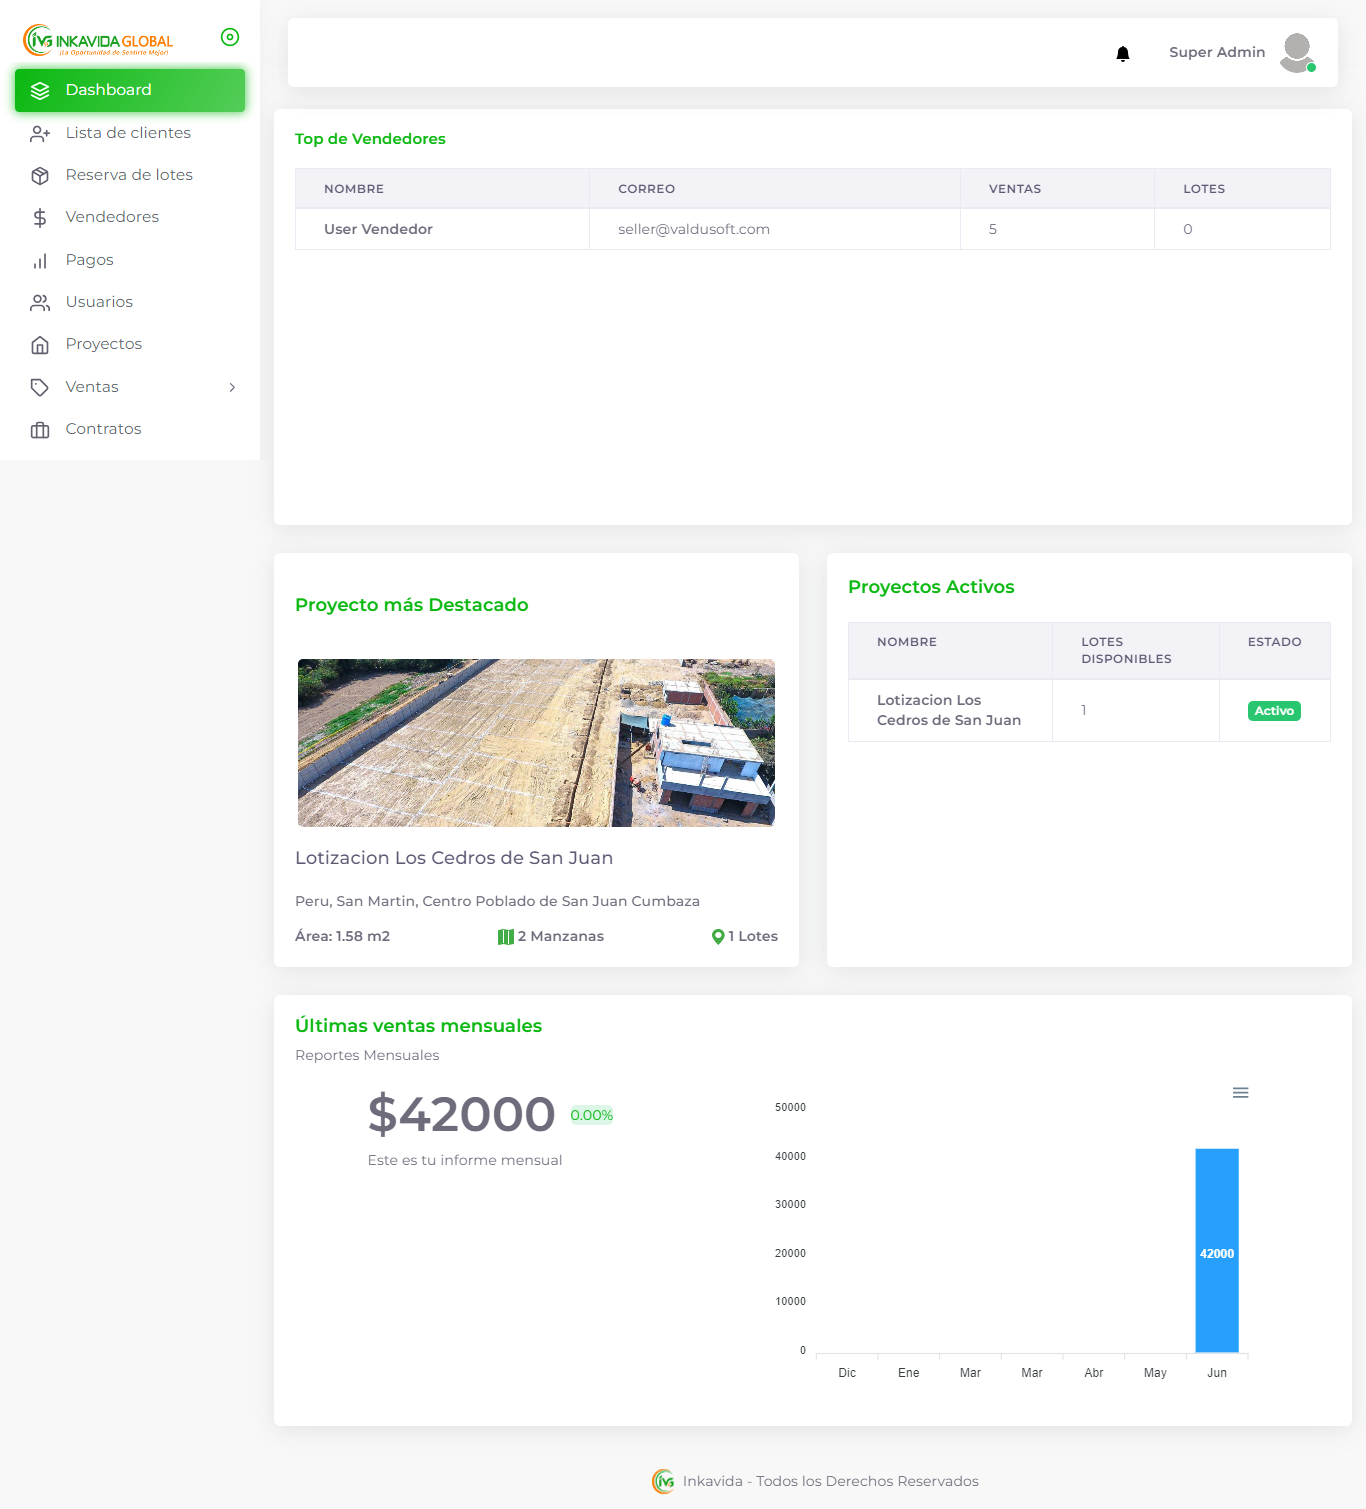 INKAVIDA GLOBAL
¡La Oportunidad de Sentirte Mejor!
Dashboard
Lista de clientes
Reserva de lotes
Vendedores
Pagos
Usuarios
Proyectos
Ventas
Contratos
Super Admin
Top de Vendedores
NOMBRE CORREO VENTAS LOTES
User Vendedor seller@valdusoft.com 5 0
Proyecto más Destacado
Lotizacion Los Cedros de San Juan
Peru, San Martin, Centro Poblado de San Juan Cumbaza
Área: 1.58 m2 2 Manzanas 1 Lotes
Proyectos Activos
NOMBRE LOTES DISPONIBLES ESTADO
Lotizacion Los Cedros de San Juan 1 Activo
Últimas ventas mensuales
Reportes Mensuales
$42000 0.00%
Este es tu informe mensual
50000
40000
30000
20000
10000
0
42000
Dic Ene Mar Mar Abr May Jun
Inkavida - Todos los Derechos Reservados